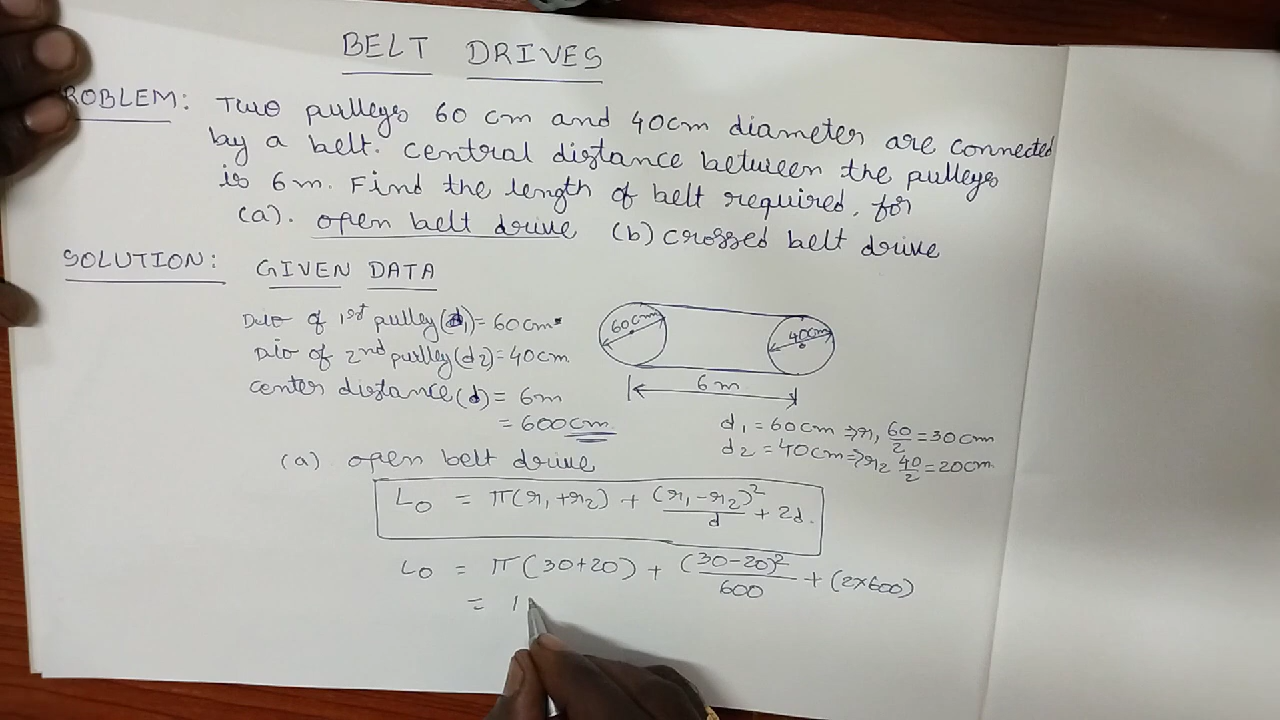 BELT DRIVES
ROBLEM: Two pulleys 60 cm and 40cm diameter are connected
by a belt. central distance between the pulleys
is 6m. Find the length of belt required, for
(a). open belt drive (b) crossed belt drive
SOLUTION: GIVEN DATA
Dia of 1st pulley (d1) = 60cm
Dia of 2nd pulley (d2) = 40cm
center distance (d) = 6m
= 600cm
60cm
40cm
6m
d1 = 60cm ⇒ r1 60/2 = 30cm
d2 = 40cm ⇒ r2 40/2 = 20cm
(a) open belt drive
LO = π(r1 + r2) + (r1 - r2)²/d + 2d.
LO = π(30+20) + (30-20)²/600 + (2×600)
= 1